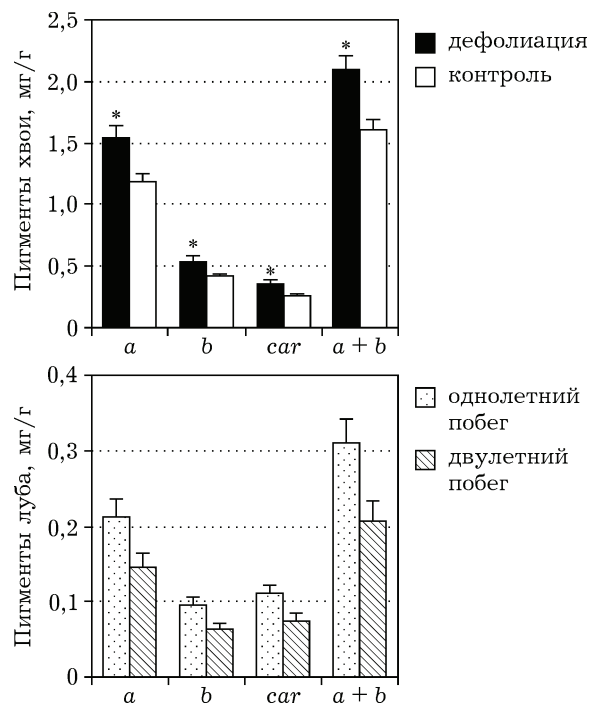 Пигменты хвои, мг/г
2,5
2,0
1,5
1,0
0,5
0
*
*
*
*
a
b
car
a + b
дефолиация
контроль
Пигменты луба, мг/г
0,4
0,3
0,2
0,1
0
a
b
car
a + b
однолетний
побег
двулетний
побег